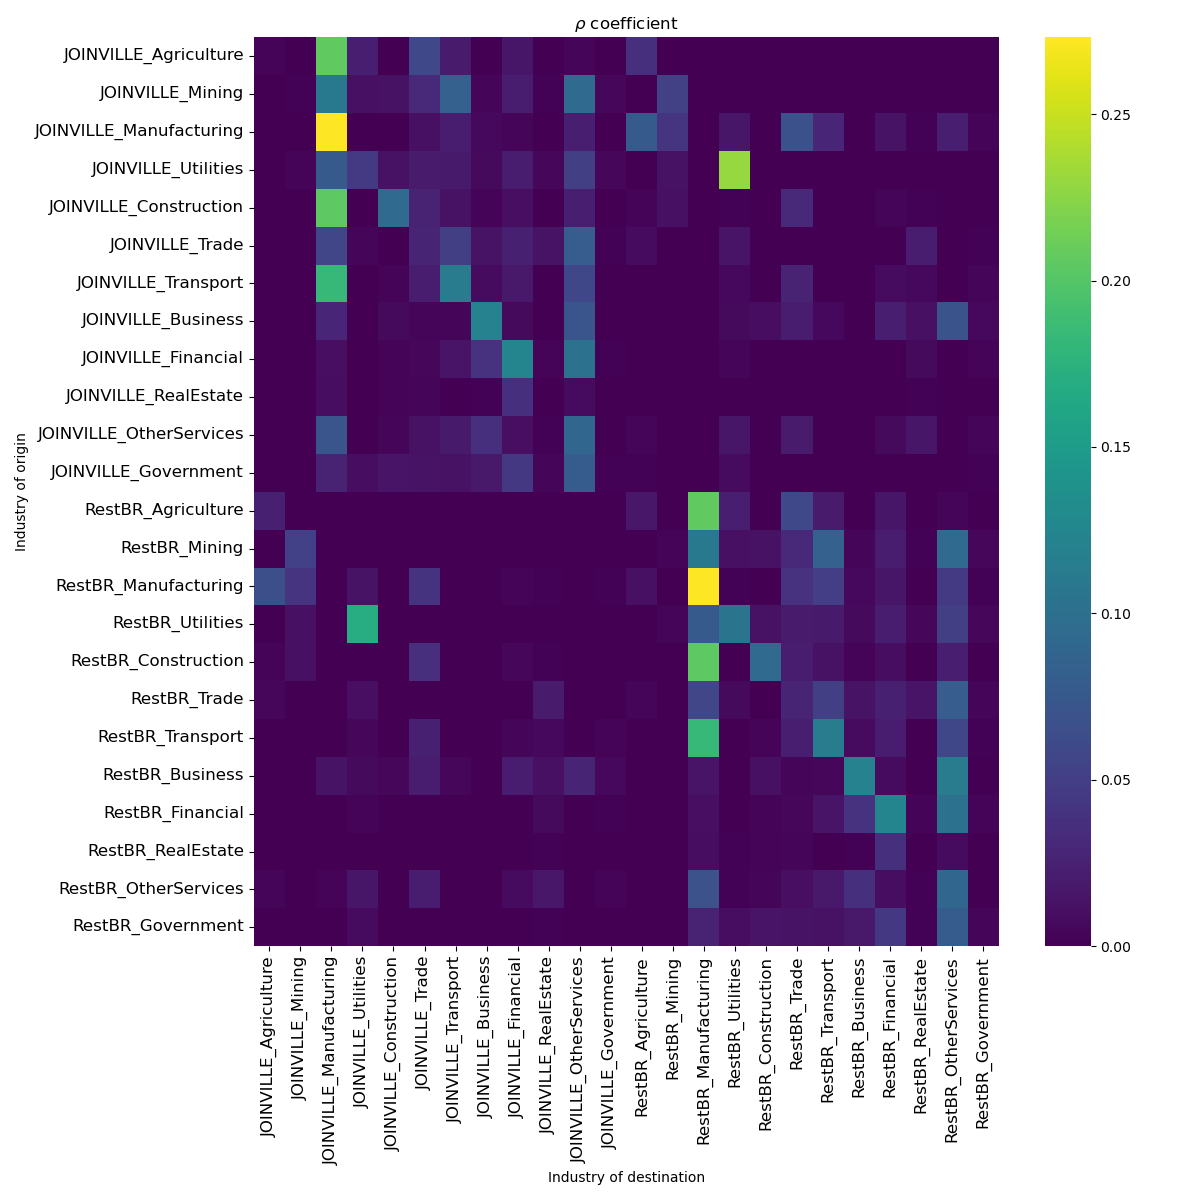 ρ coefficient
JOINVILLE_Agriculture
JOINVILLE_Mining
JOINVILLE_Manufacturing
JOINVILLE_Utilities
JOINVILLE_Construction
JOINVILLE_Trade
JOINVILLE_Transport
JOINVILLE_Business
JOINVILLE_Financial
JOINVILLE_RealEstate
JOINVILLE_OtherServices
JOINVILLE_Government
RestBR_Agriculture
RestBR_Mining
RestBR_Manufacturing
RestBR_Utilities
RestBR_Construction
RestBR_Trade
RestBR_Transport
RestBR_Business
RestBR_Financial
RestBR_RealEstate
RestBR_OtherServices
RestBR_Government
Industry of origin
JOINVILLE_Agriculture
JOINVILLE_Mining
JOINVILLE_Manufacturing
JOINVILLE_Utilities
JOINVILLE_Construction
JOINVILLE_Trade
JOINVILLE_Transport
JOINVILLE_Business
JOINVILLE_Financial
JOINVILLE_RealEstate
JOINVILLE_OtherServices
JOINVILLE_Government
RestBR_Agriculture
RestBR_Mining
RestBR_Manufacturing
RestBR_Utilities
RestBR_Construction
RestBR_Trade
RestBR_Transport
RestBR_Business
RestBR_Financial
RestBR_RealEstate
RestBR_OtherServices
RestBR_Government
Industry of destination
0.25
0.20
0.15
0.10
0.05
0.00